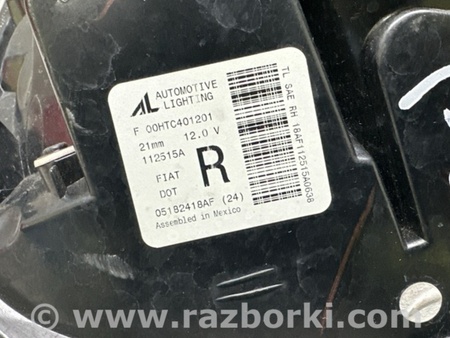 AL AUTOMOTIVE
LIGHTING
F 00HTC401201
21mm 12.0 V
112515A
FIAT
DOT
R
05182418AF (24)
Assembled in Mexico
TL SAE RH 18AF112515A0638
www.razborki.com